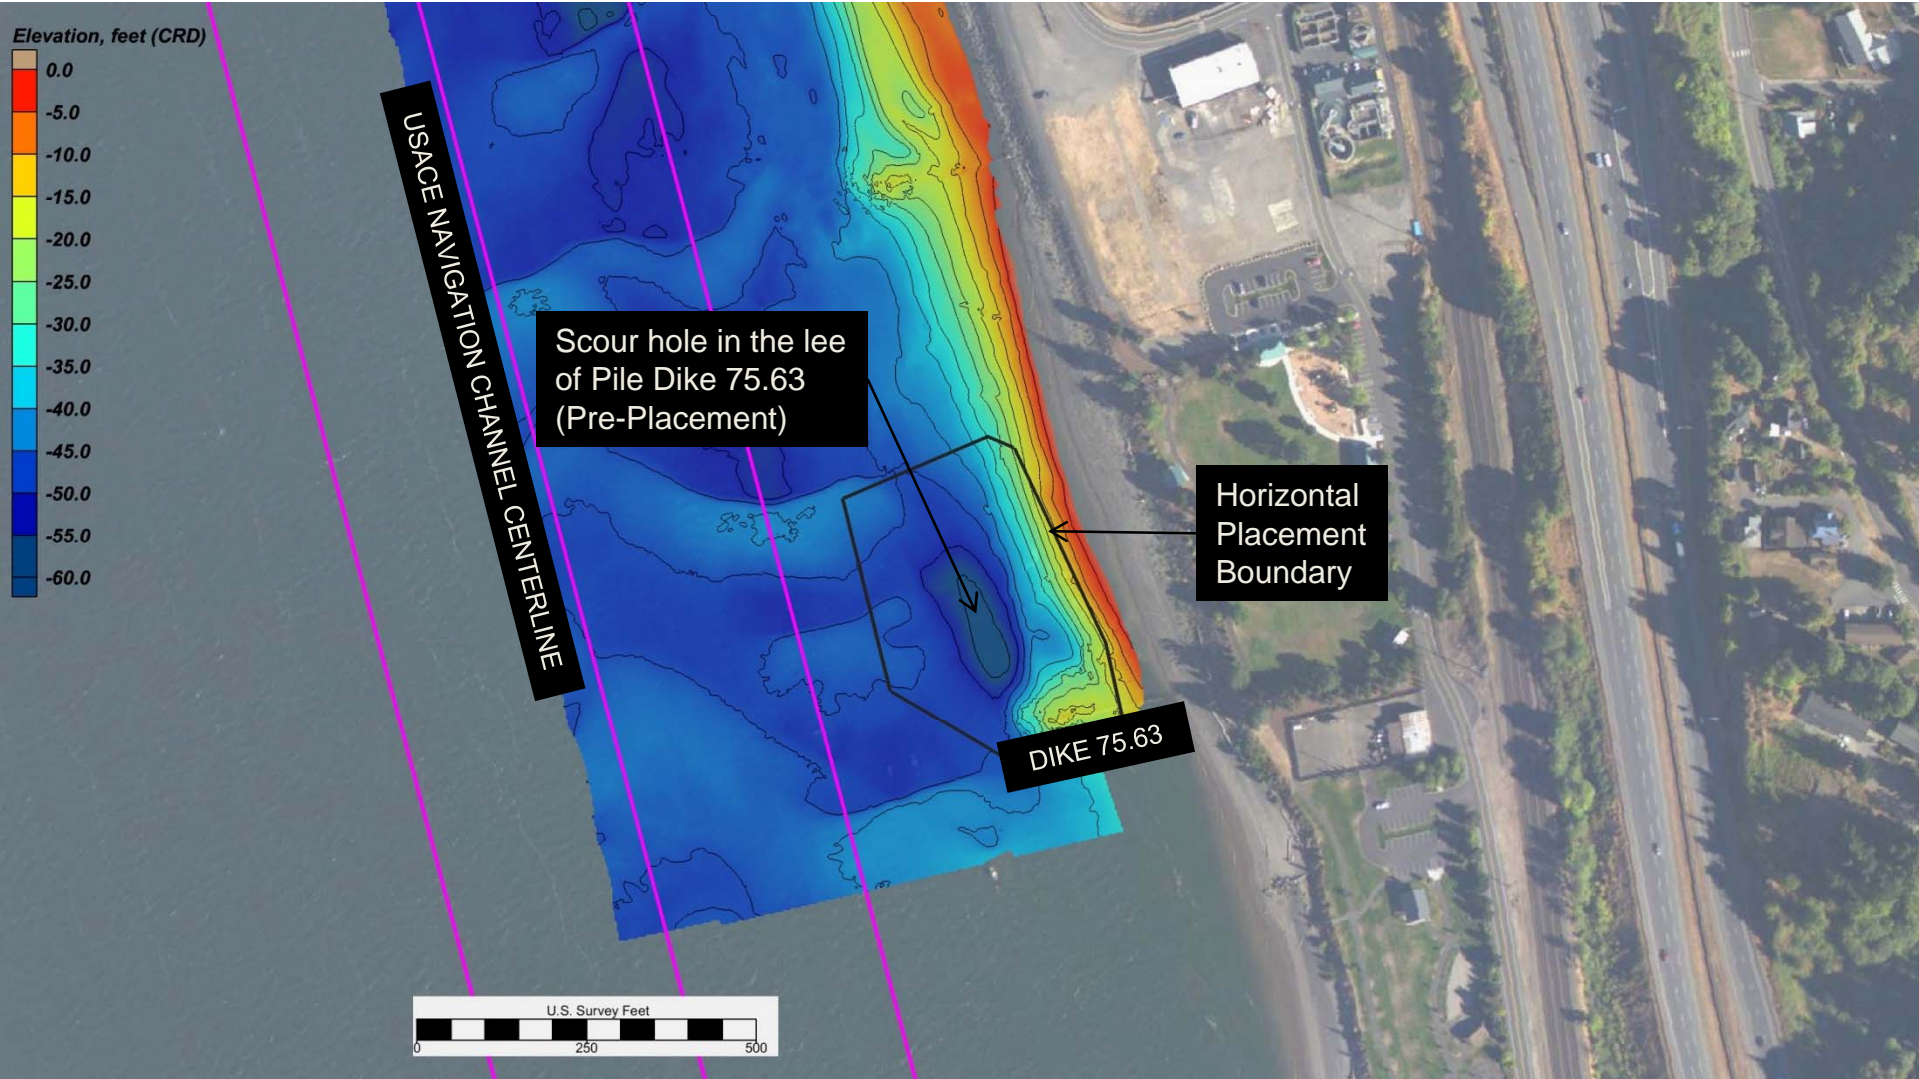 Elevation, feet (CRD)
0.0
-5.0
-10.0
-15.0
-20.0
-25.0
-30.0
-35.0
-40.0
-45.0
-50.0
-55.0
-60.0
USACE NAVIGATION CHANNEL CENTERLINE
Scour hole in the lee
of Pile Dike 75.63
(Pre-Placement)
Horizontal
Placement
Boundary
DIKE 75.63
U.S. Survey Feet
0 250 500